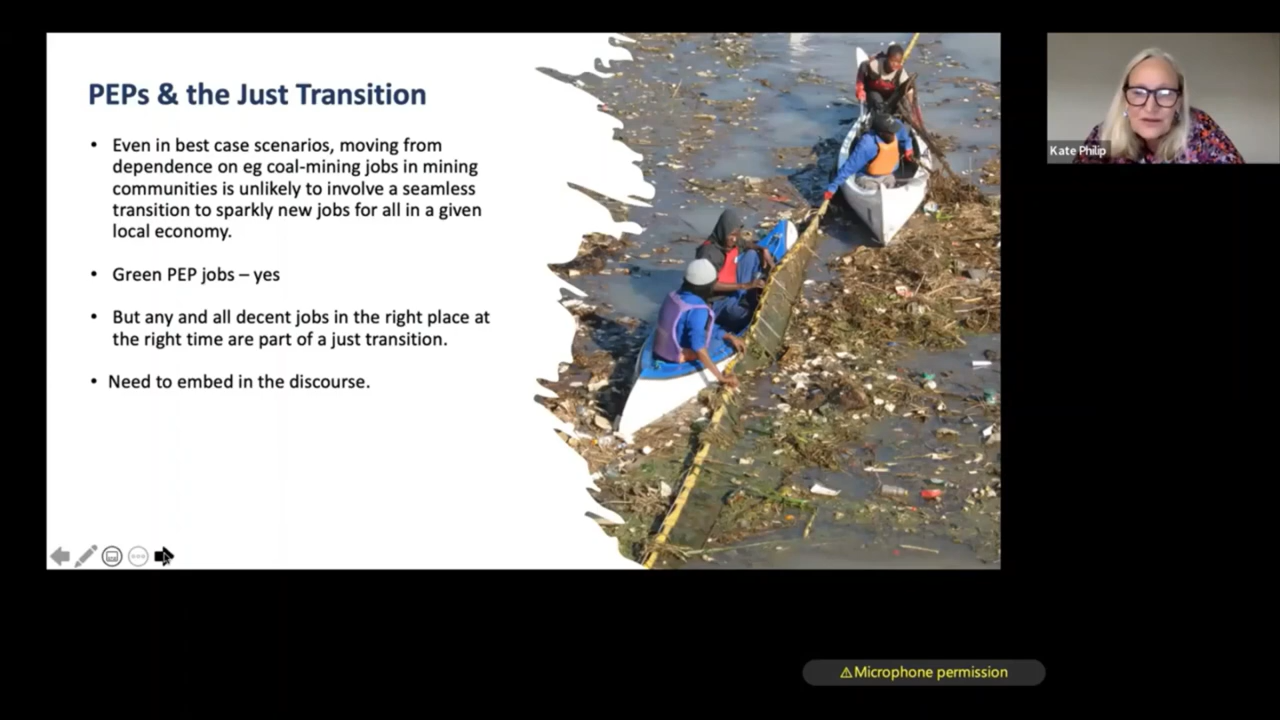 PEPs & the Just Transition
• Even in best case scenarios, moving from
dependence on eg coal-mining jobs in mining
communities is unlikely to involve a seamless
transition to sparkly new jobs for all in a given
local economy.
• Green PEP jobs – yes
• But any and all decent jobs in the right place at
the right time are part of a just transition.
• Need to embed in the discourse.
Kate Philip
⚠Microphone permission